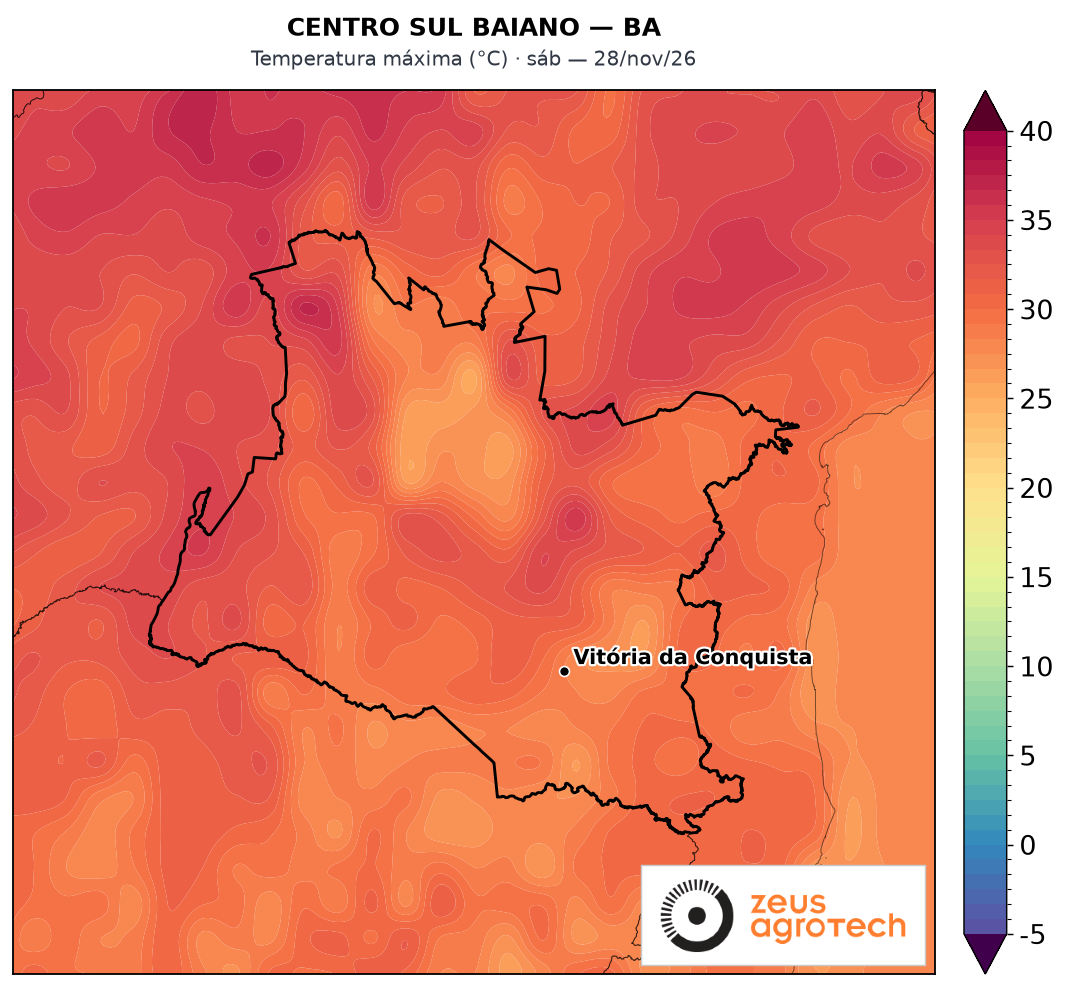 CENTRO SUL BAIANO — BA
Temperatura máxima (°C) · sáb — 28/nov/26
40
35
30
25
20
15
10
5
0
-5
Vitória da Conquista
zeus
agrotech